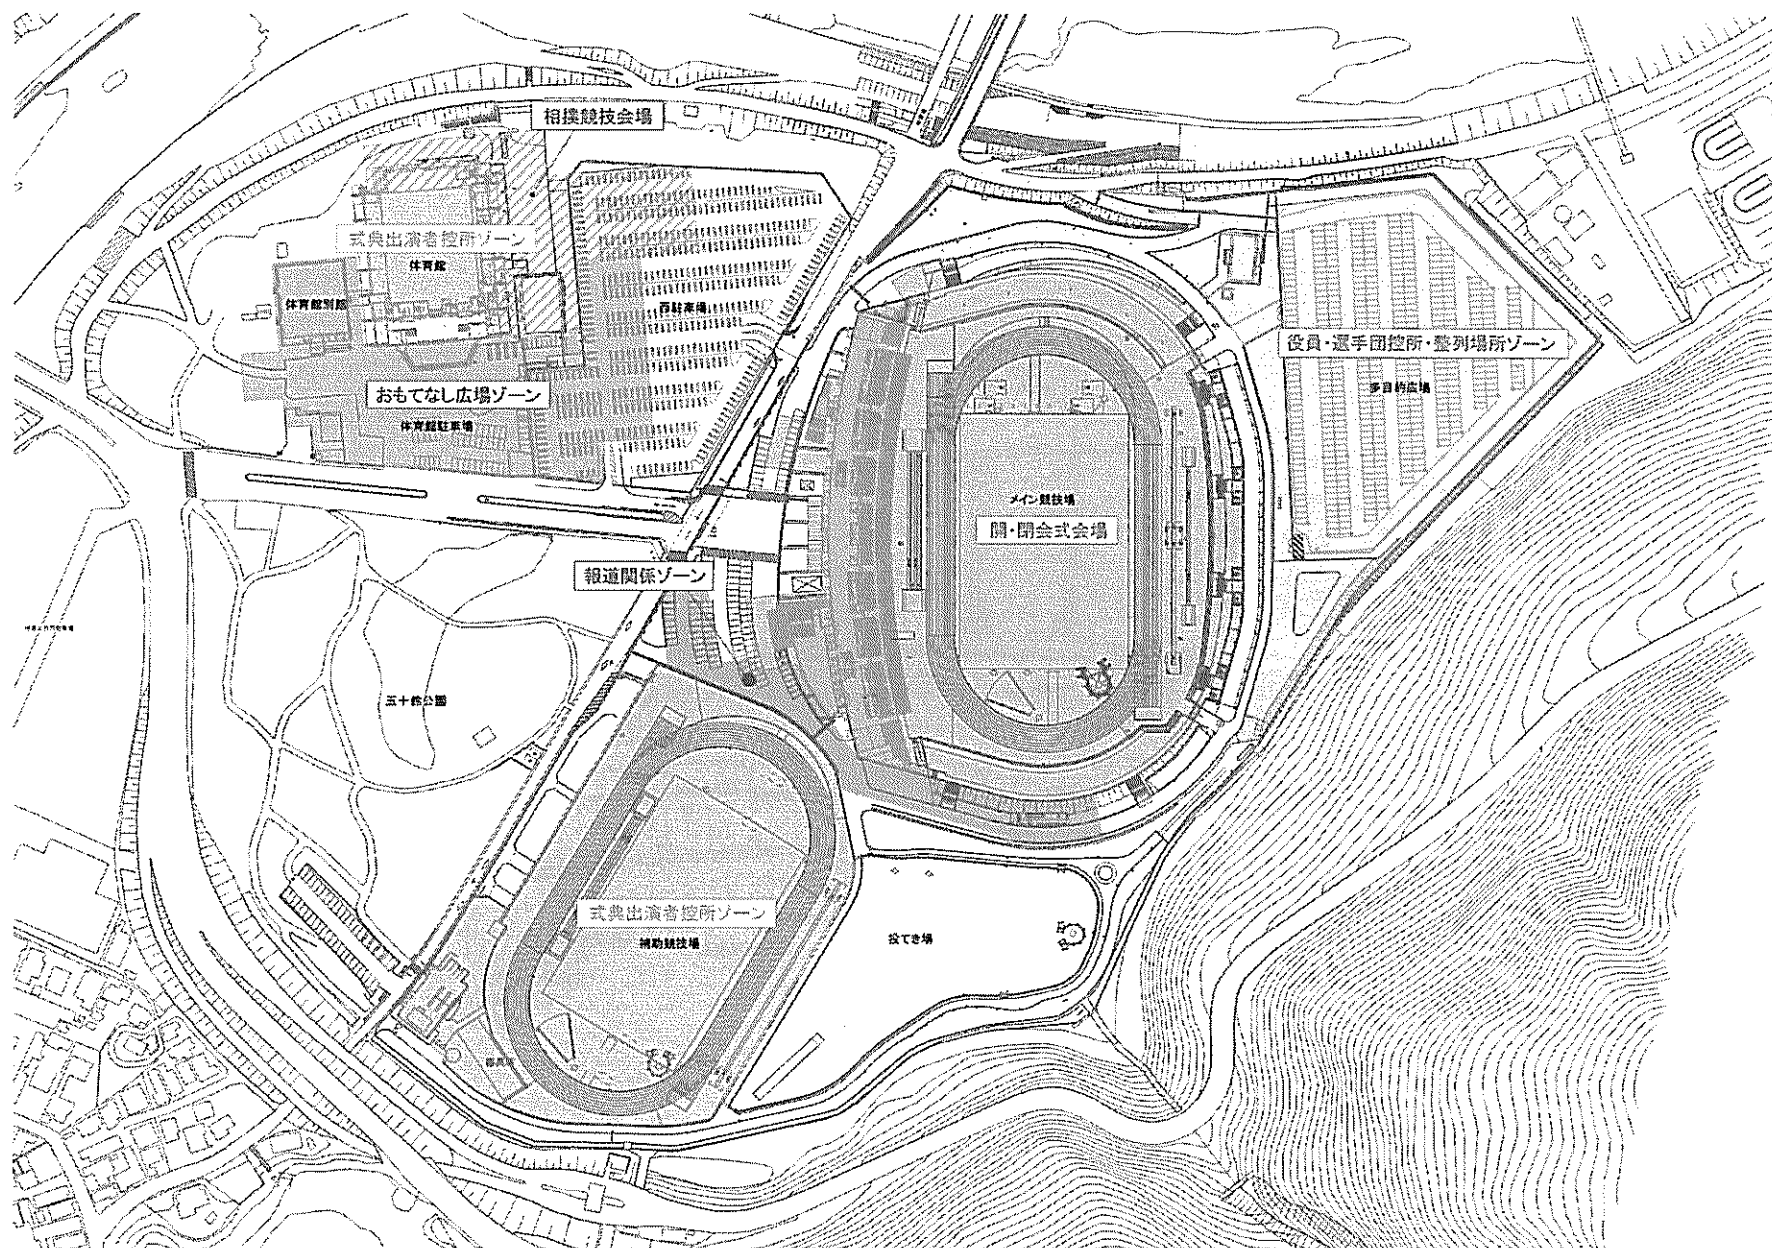 相撲競技会場
式典出演者控所ゾーン
体育館
体育館別館
西駐車場
役員・選手団控所・整列場所ゾーン
多目的広場
おもてなし広場ゾーン
体育館駐車場
メイン競技場
開・閉会式会場
報道関係ゾーン
五十鈴公園
式典出演者控所ゾーン
補助競技場
投てき場